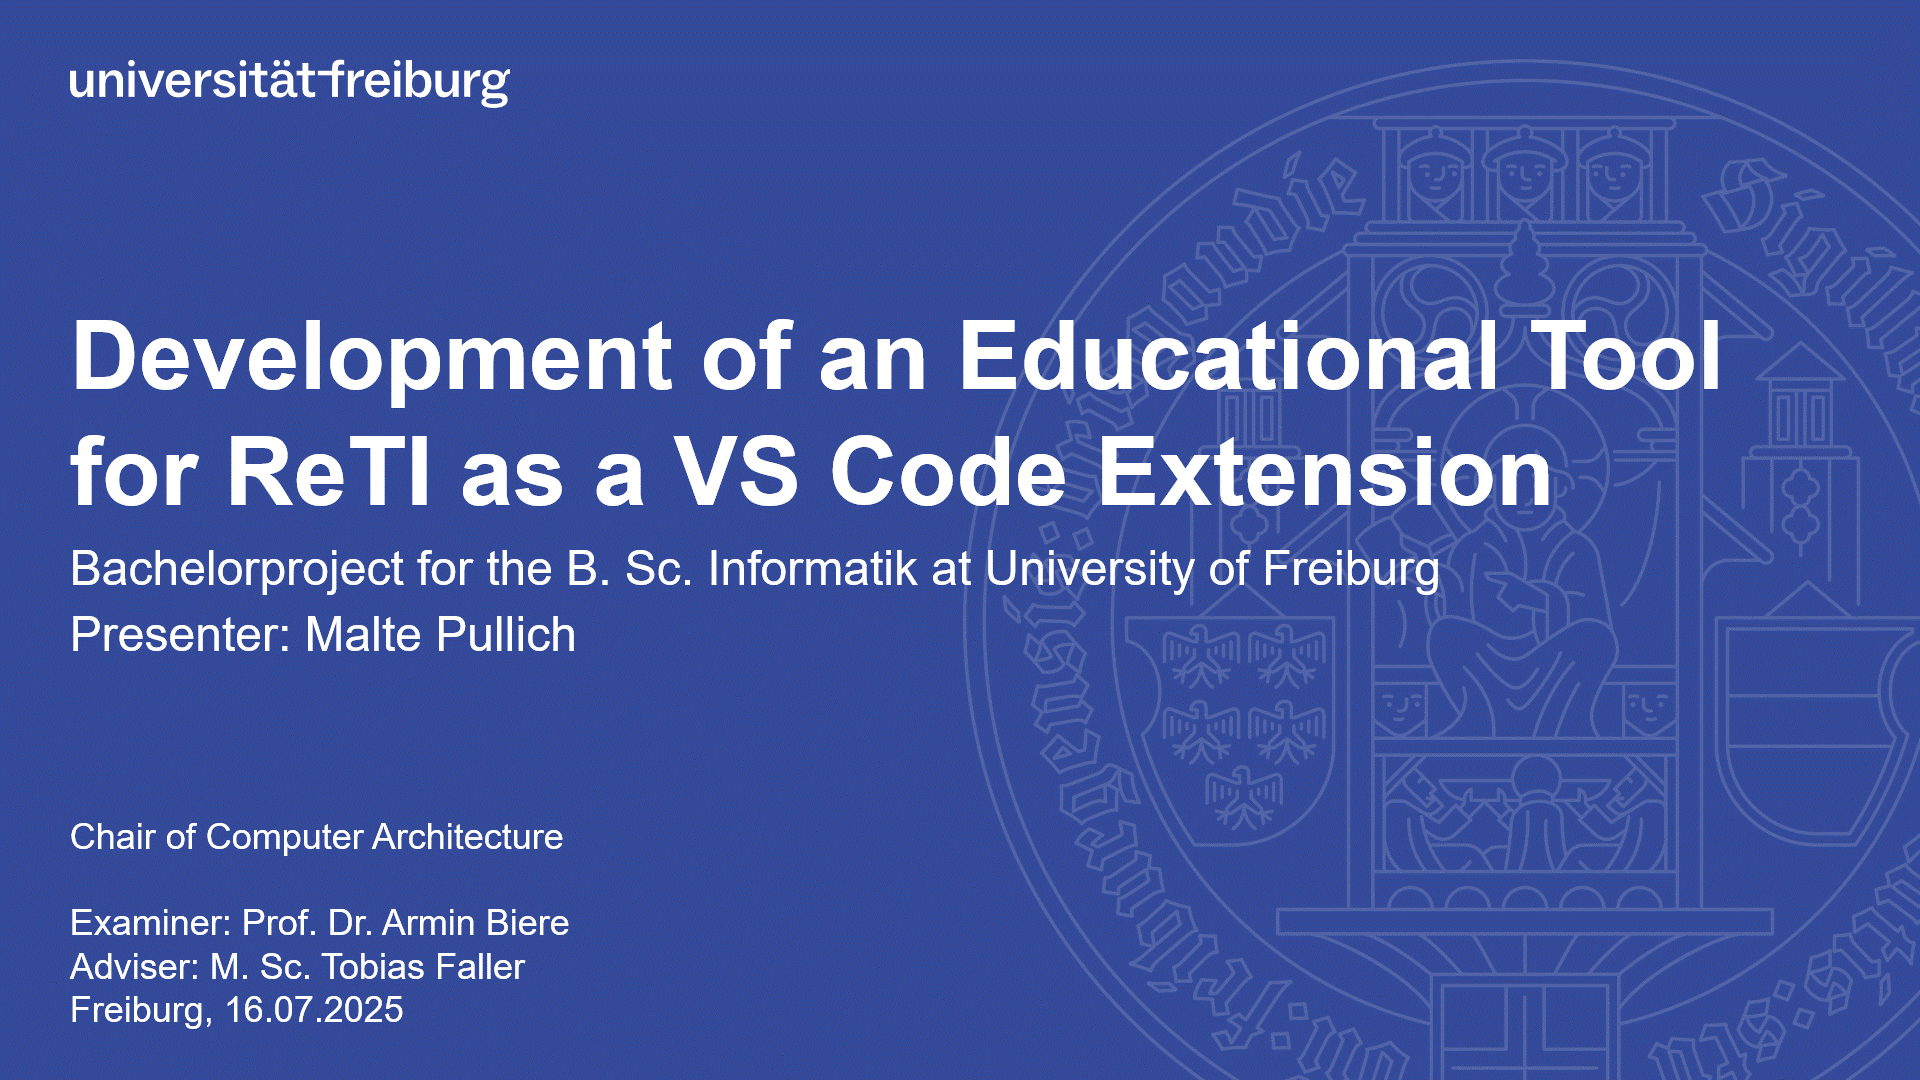 universität freiburg
Development of an Educational Tool
for ReTI as a VS Code Extension
Bachelorproject for the B. Sc. Informatik at University of Freiburg
Presenter: Malte Pullich
Chair of Computer Architecture
Examiner: Prof. Dr. Armin Biere
Adviser: M. Sc. Tobias Faller
Freiburg, 16.07.2025